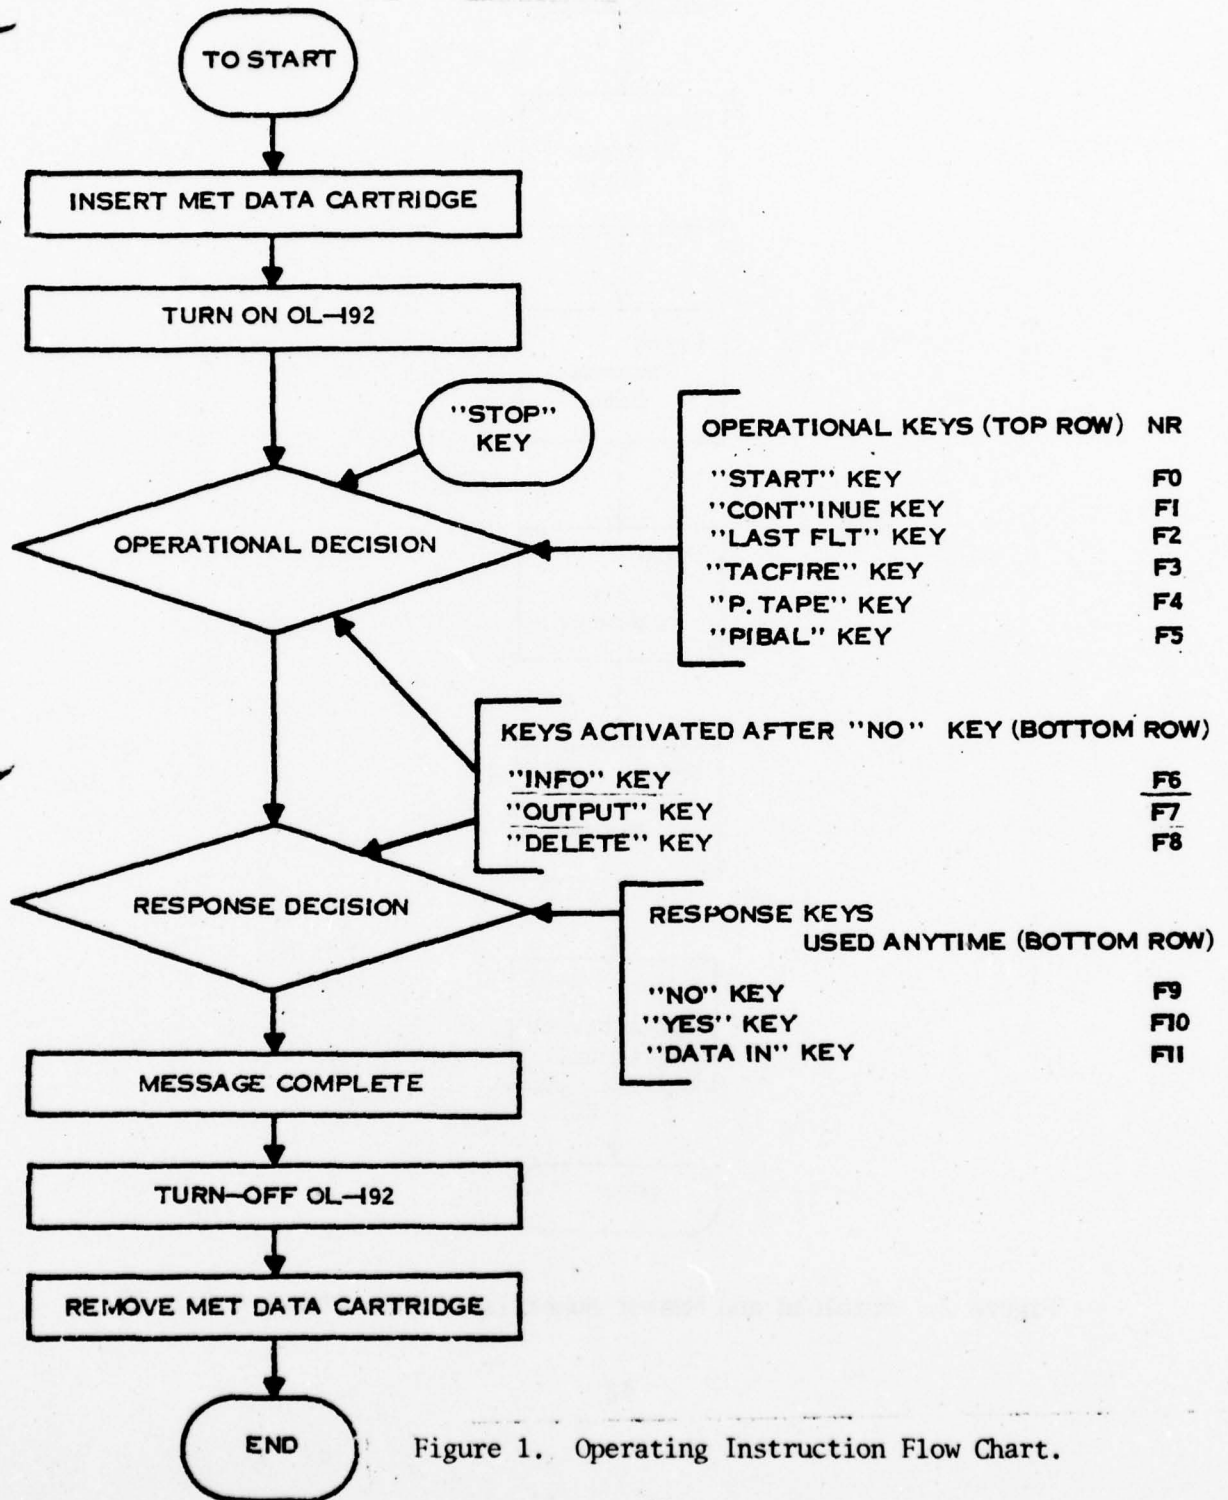 TO START
INSERT MET DATA CARTRIDGE
TURN ON OL-192
"STOP"
KEY
OPERATIONAL DECISION
OPERATIONAL KEYS (TOP ROW) NR
"START" KEY F0
"CONT"INUE KEY F1
"LAST FLT" KEY F2
"TACFIRE" KEY F3
"P. TAPE" KEY F4
"PIBAL" KEY F5
KEYS ACTIVATED AFTER "NO" KEY (BOTTOM ROW)
"INFO" KEY F6
"OUTPUT" KEY F7
"DELETE" KEY F8
RESPONSE DECISION
RESPONSE KEYS
USED ANYTIME (BOTTOM ROW)
"NO" KEY F9
"YES" KEY F10
"DATA IN" KEY F11
MESSAGE COMPLETE
TURN-OFF OL-192
REMOVE MET DATA CARTRIDGE
END
Figure 1. Operating Instruction Flow Chart.